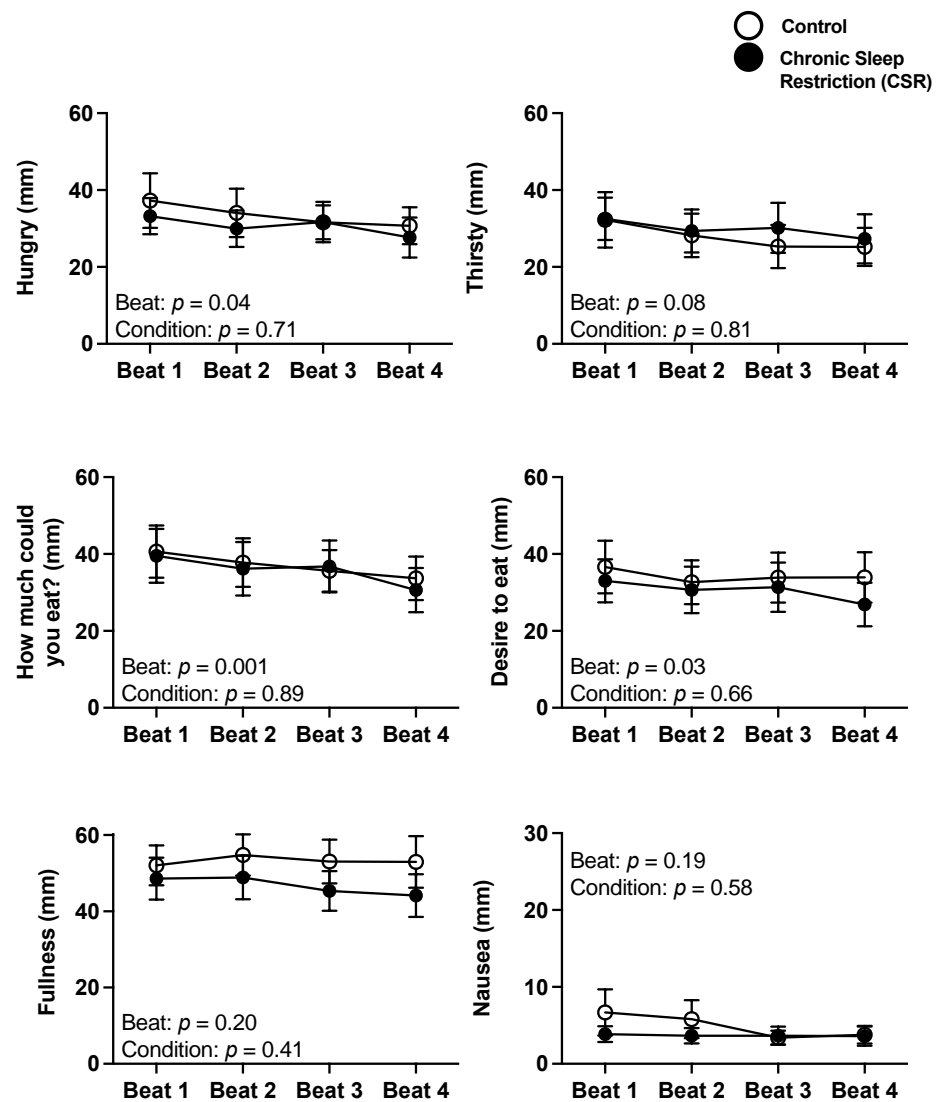 Control
Chronic Sleep
Restriction (CSR)
60
40
20
0
Hungry (mm)
Beat: p = 0.04
Condition: p = 0.71
Beat 1 Beat 2 Beat 3 Beat 4
60
40
20
0
Thirsty (mm)
Beat: p = 0.08
Condition: p = 0.81
Beat 1 Beat 2 Beat 3 Beat 4
60
40
20
0
How much could
you eat? (mm)
Beat: p = 0.001
Condition: p = 0.89
Beat 1 Beat 2 Beat 3 Beat 4
60
40
20
0
Desire to eat (mm)
Beat: p = 0.03
Condition: p = 0.66
Beat 1 Beat 2 Beat 3 Beat 4
60
40
20
0
Fullness (mm)
Beat: p = 0.20
Condition: p = 0.41
Beat 1 Beat 2 Beat 3 Beat 4
30
20
10
0
Nausea (mm)
Beat: p = 0.19
Condition: p = 0.58
Beat 1 Beat 2 Beat 3 Beat 4